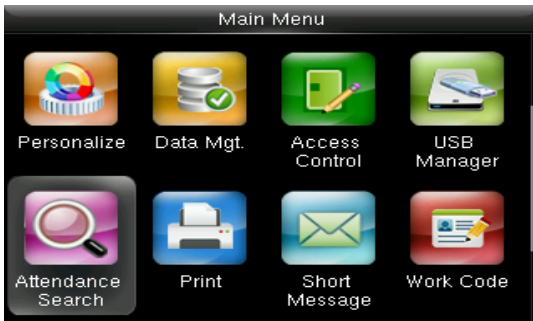 Main Menu
Personalize
Data Mgt.
Access
Control
USB
Manager
Attendance
Search
Print
Short
Message
Work Code